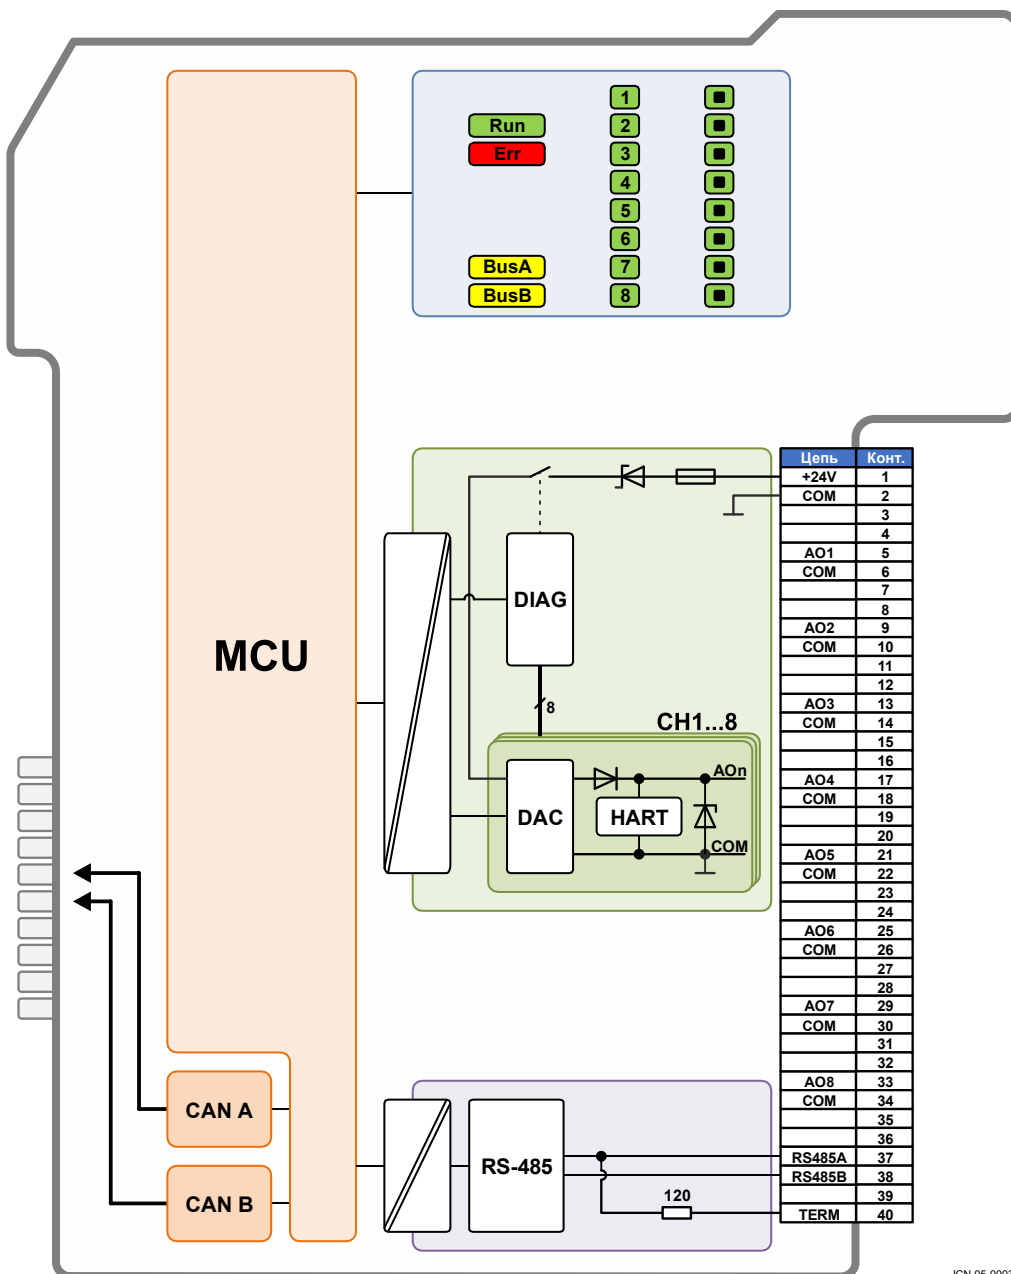 1
Run 2
Err 3
4
5
6
BusA 7
BusB 8
MCU
DIAG
8
CH1...8
DAC
HART
AOn
COM
Цепь Конт.
+24V 1
COM 2
3
4
AO1 5
COM 6
7
8
AO2 9
COM 10
11
12
AO3 13
COM 14
15
16
AO4 17
COM 18
19
20
AO5 21
COM 22
23
24
AO6 25
COM 26
27
28
AO7 29
COM 30
31
32
AO8 33
COM 34
35
36
RS485A 37
RS485B 38
39
TERM 40
CAN A
CAN B
RS-485
120